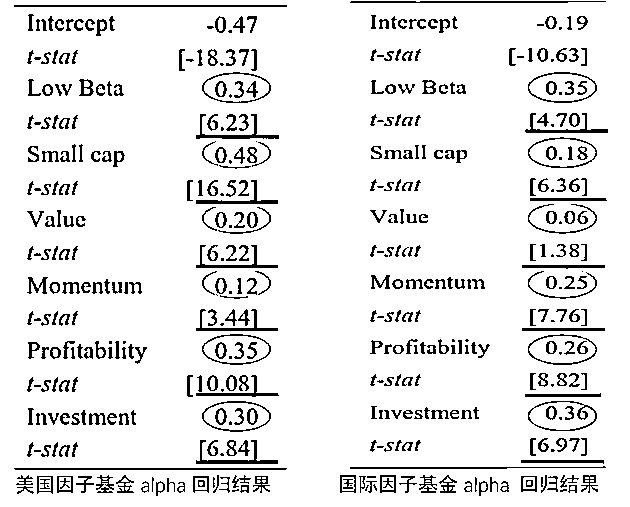 Intercept -0.47
t-stat [-18.37]
Low Beta 0.34
t-stat [6.23]
Small cap 0.48
t-stat [16.52]
Value 0.20
t-stat [6.22]
Momentum 0.12
t-stat [3.44]
Profitability 0.35
t-stat [10.08]
Investment 0.30
t-stat [6.84]
美国因子基金 alpha 回归结果
Intercept -0.19
t-stat [-10.63]
Low Beta 0.35
t-stat [4.70]
Small cap 0.18
t-stat [6.36]
Value 0.06
t-stat [1.38]
Momentum 0.25
t-stat [7.76]
Profitability 0.26
t-stat [8.82]
Investment 0.36
t-stat [6.97]
国际因子基金 alpha 回归结果